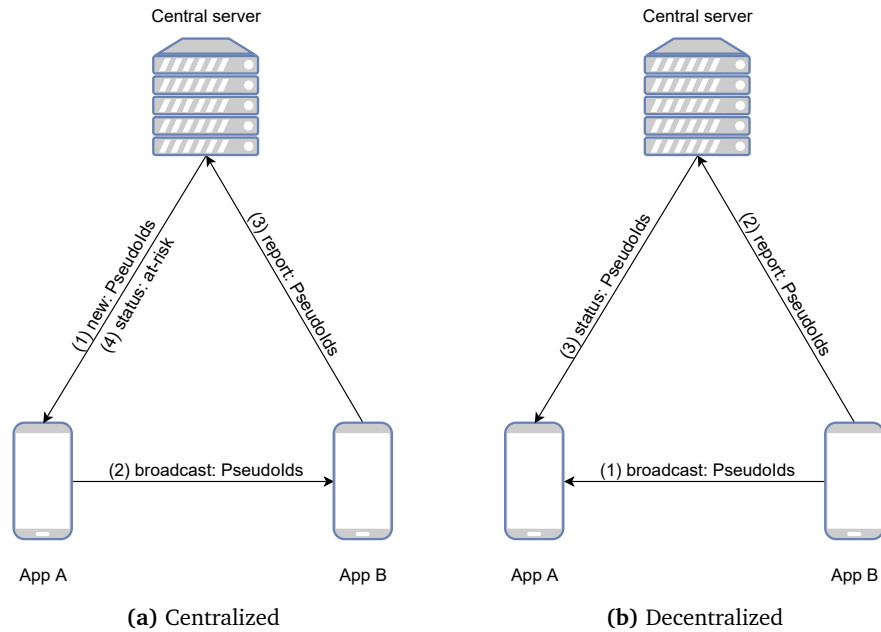 Central server
(1) new: PseudoIds
(4) status: at-risk
(3) report: PseudoIds
(2) broadcast: PseudoIds
App A
App B
(a) Centralized
Central server
(3) status: PseudoIds
(2) report: PseudoIds
(1) broadcast: PseudoIds
App A
App B
(b) Decentralized